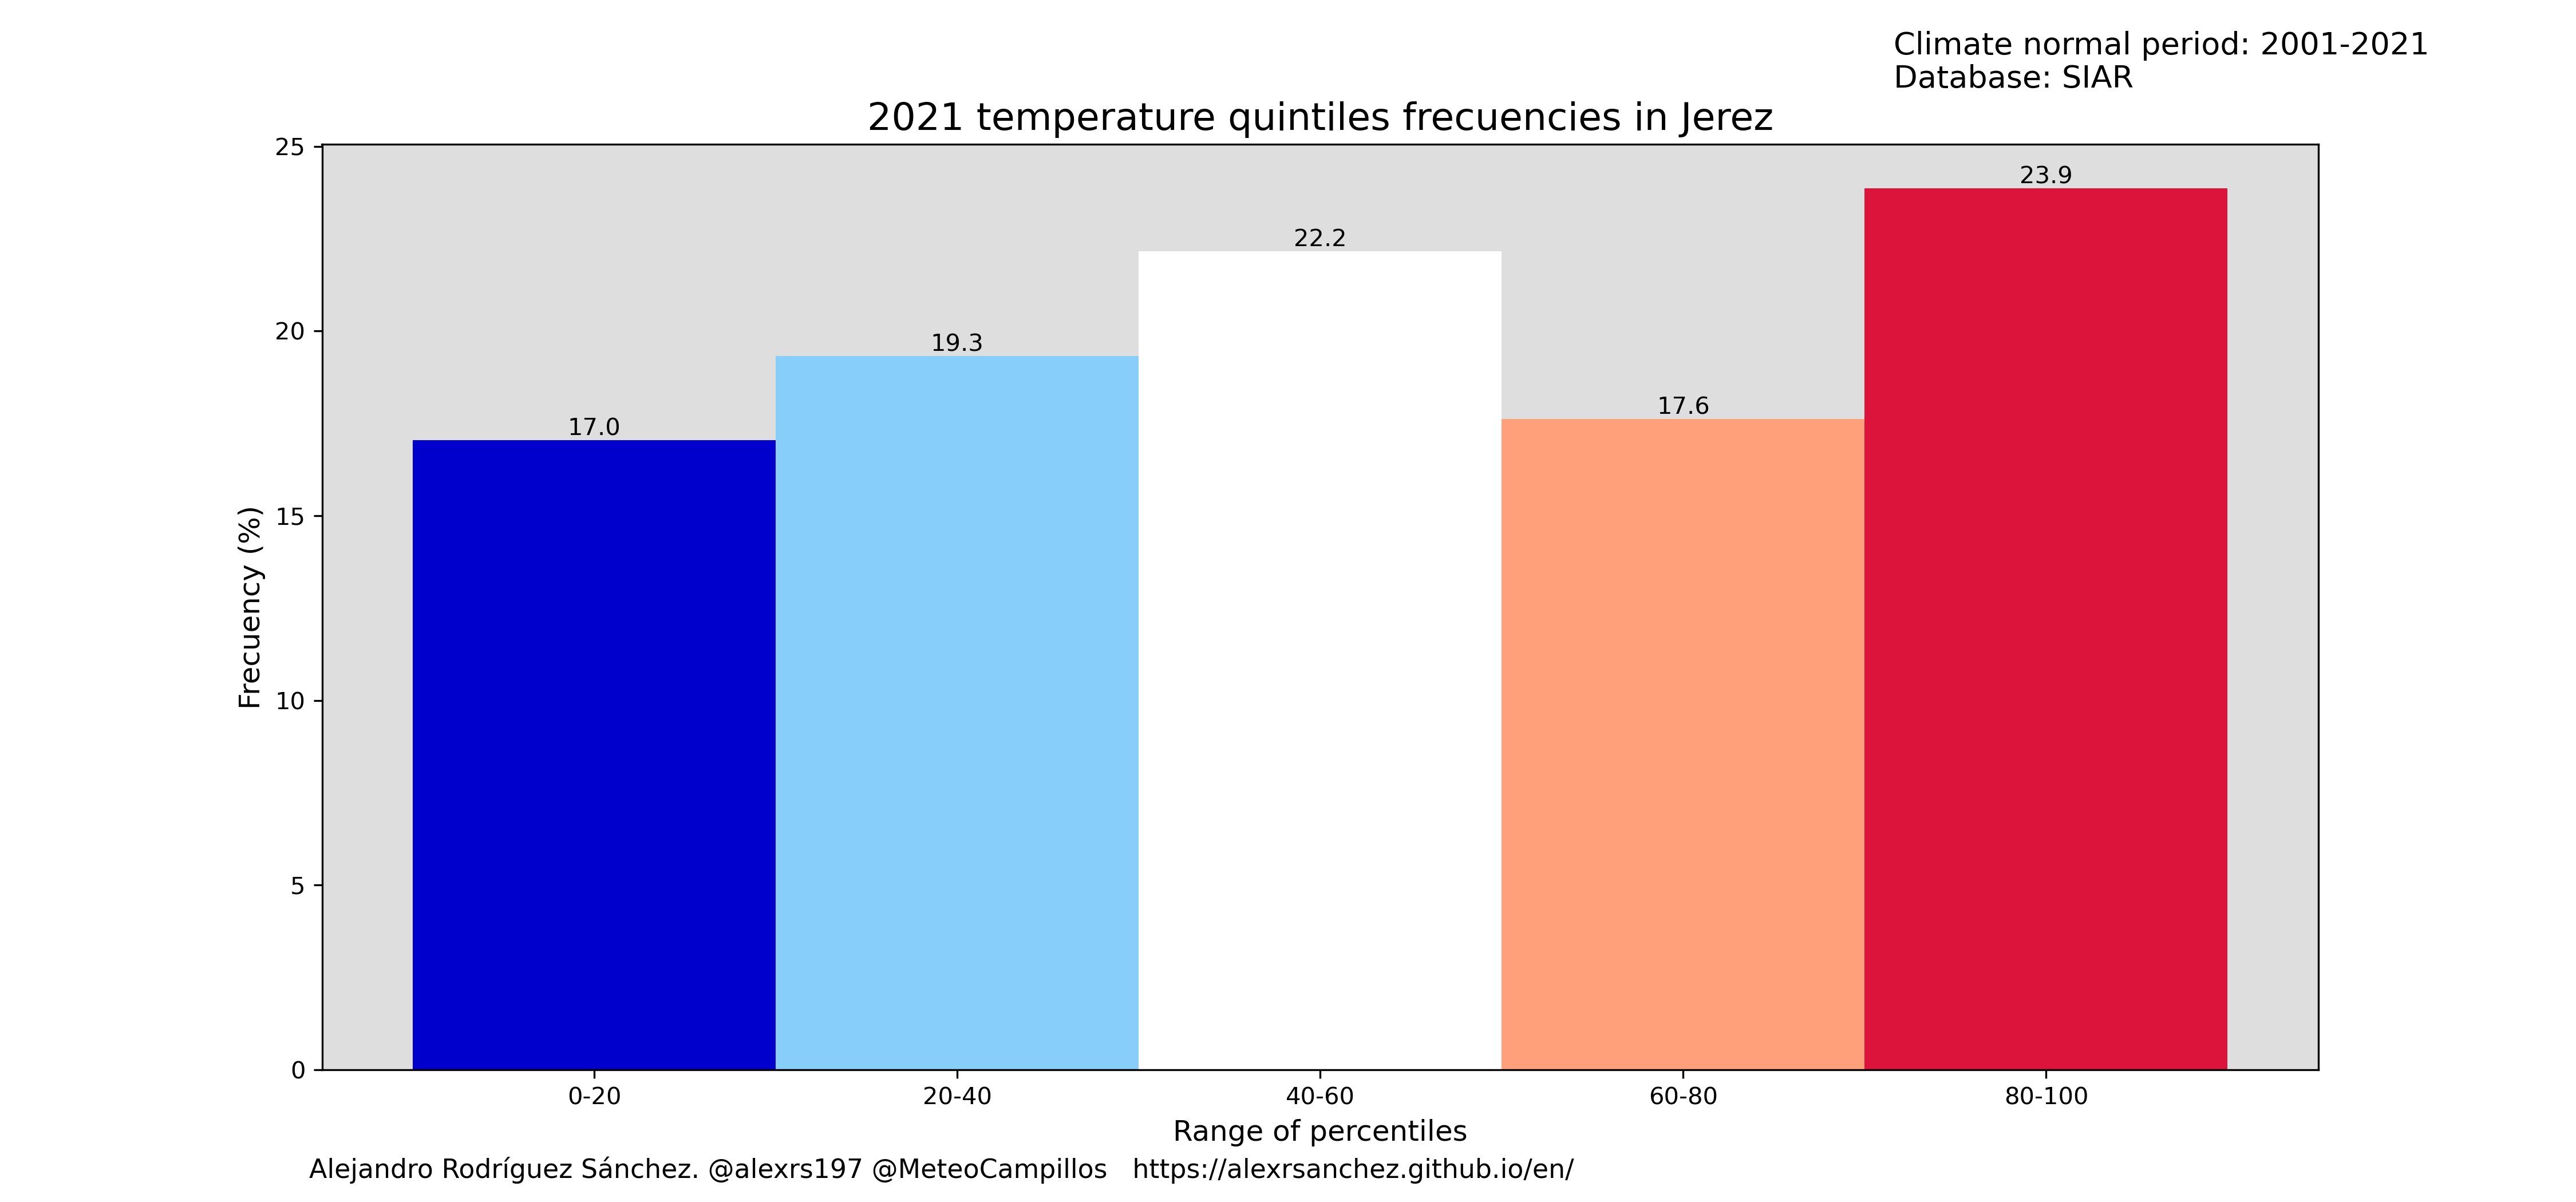 Climate normal period: 2001-2021
Database: SIAR
2021 temperature quintiles frecuencies in Jerez
25
20
15
10
5
0
Frecuency (%)
17.0
19.3
22.2
17.6
23.9
0-20
20-40
40-60
60-80
80-100
Range of percentiles
Alejandro Rodríguez Sánchez. @alexrs197 @MeteoCampillos   https://alexrsanchez.github.io/en/